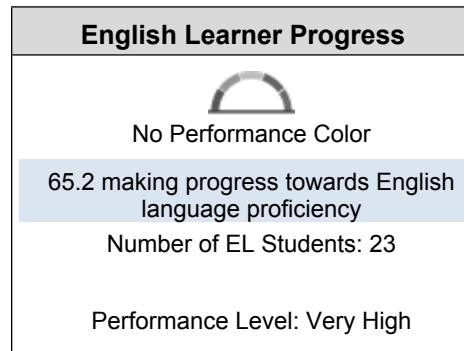 English Learner Progress
No Performance Color
65.2 making progress towards English
language proficiency
Number of EL Students: 23
Performance Level: Very High